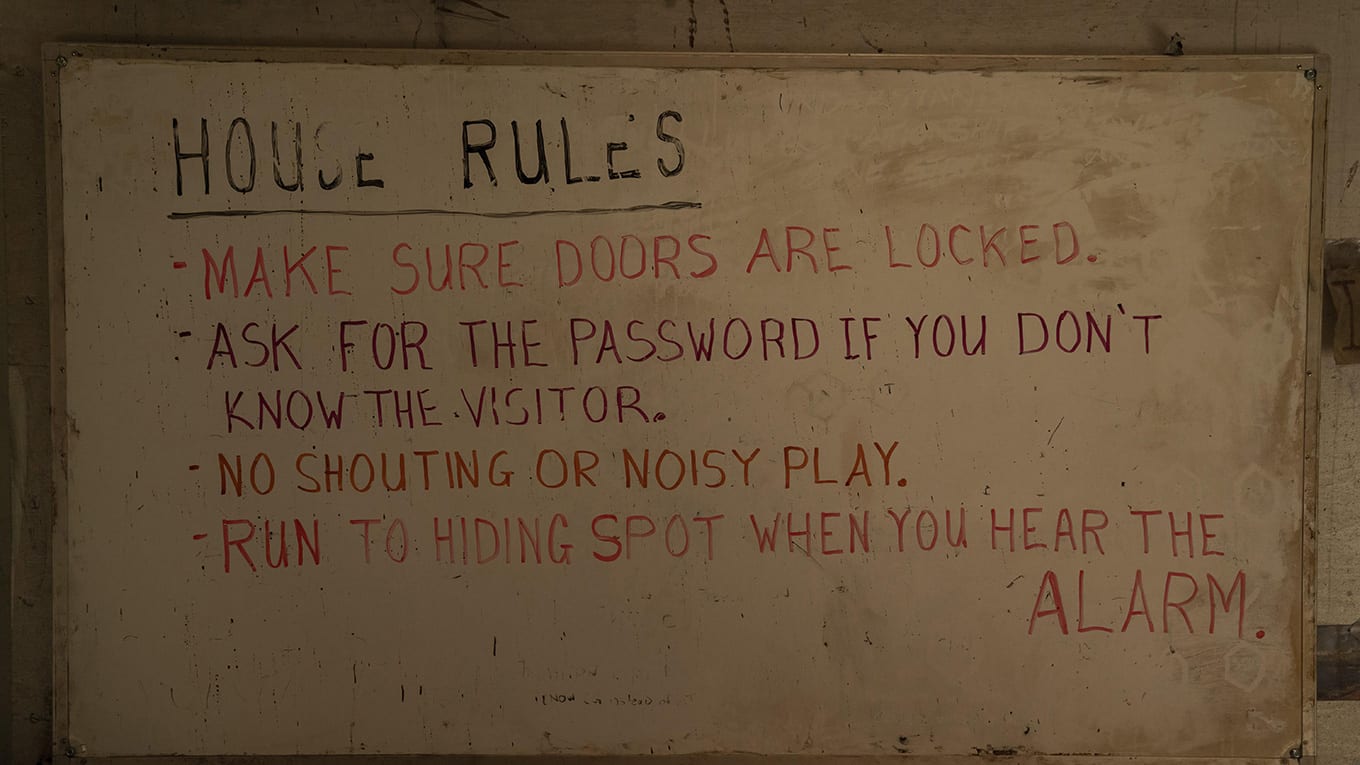 HOUSE RULES
- MAKE SURE DOORS ARE LOCKED.
- ASK FOR THE PASSWORD IF YOU DON'T
KNOW THE VISITOR.
- NO SHOUTING OR NOISY PLAY.
- RUN TO HIDING SPOT WHEN YOU HEAR THE
ALARM.